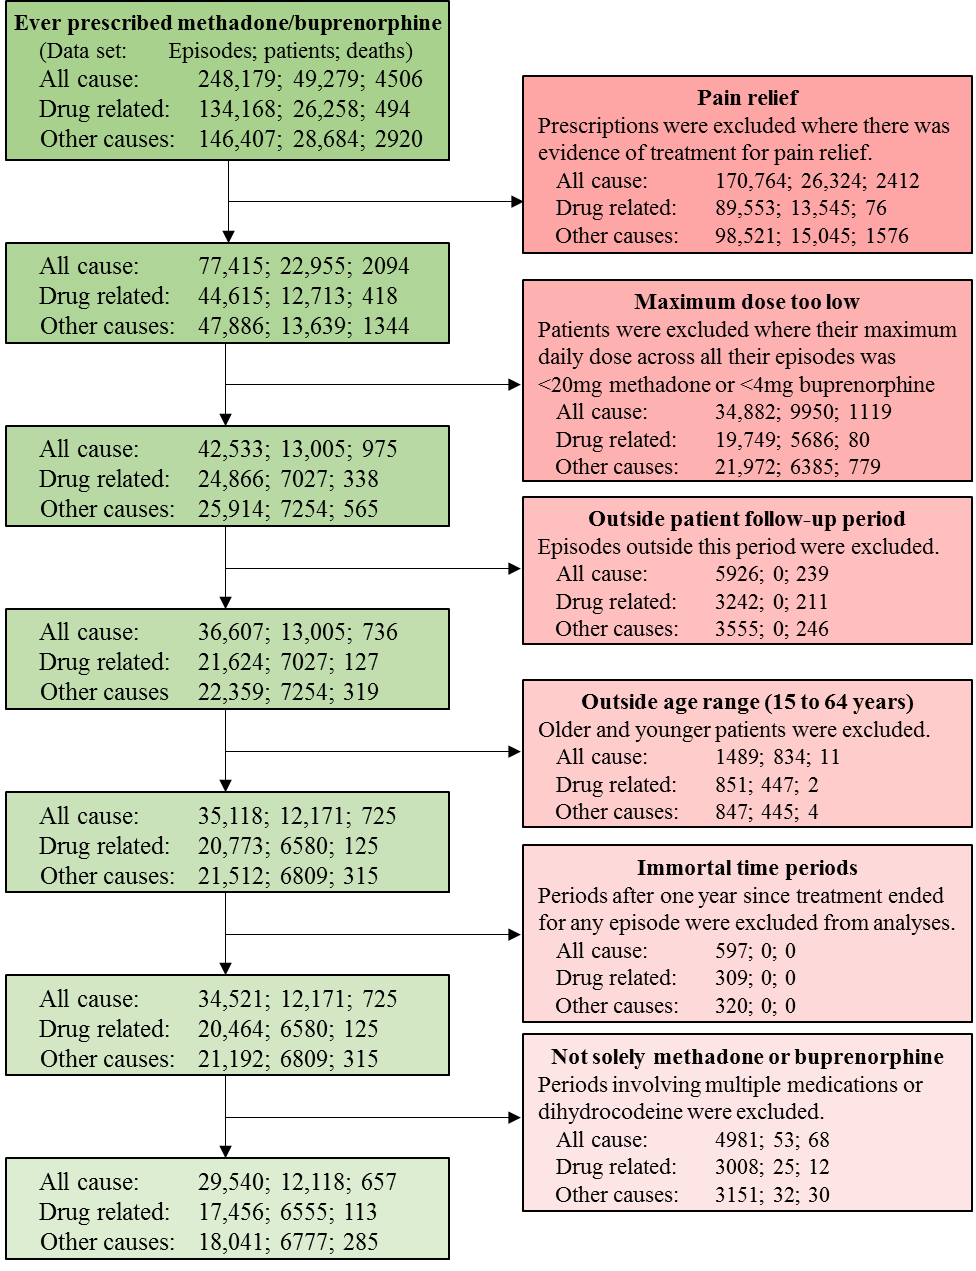 Ever prescribed methadone/buprenorphine
(Data set: Episodes; patients; deaths)
All cause: 248,179; 49,279; 4506
Drug related: 134,168; 26,258; 494
Other causes: 146,407; 28,684; 2920
Pain relief
Prescriptions were excluded where there was
evidence of treatment for pain relief.
All cause: 170,764; 26,324; 2412
Drug related: 89,553; 13,545; 76
Other causes: 98,521; 15,045; 1576
All cause: 77,415; 22,955; 2094
Drug related: 44,615; 12,713; 418
Other causes: 47,886; 13,639; 1344
Maximum dose too low
Patients were excluded where their maximum
daily dose across all their episodes was
<20mg methadone or <4mg buprenorphine
All cause: 34,882; 9950; 1119
Drug related: 19,749; 5686; 80
Other causes: 21,972; 6385; 779
All cause: 42,533; 13,005; 975
Drug related: 24,866; 7027; 338
Other causes: 25,914; 7254; 565
Outside patient follow-up period
Episodes outside this period were excluded.
All cause: 5926; 0; 239
Drug related: 3242; 0; 211
Other causes: 3555; 0; 246
All cause: 36,607; 13,005; 736
Drug related: 21,624; 7027; 127
Other causes 22,359; 7254; 319
Outside age range (15 to 64 years)
Older and younger patients were excluded.
All cause: 1489; 834; 11
Drug related: 851; 447; 2
Other causes: 847; 445; 4
All cause: 35,118; 12,171; 725
Drug related: 20,773; 6580; 125
Other causes: 21,512; 6809; 315
Immortal time periods
Periods after one year since treatment ended
for any episode were excluded from analyses.
All cause: 597; 0; 0
Drug related: 309; 0; 0
Other causes: 320; 0; 0
All cause: 34,521; 12,171; 725
Drug related: 20,464; 6580; 125
Other causes: 21,192; 6809; 315
Not solely methadone or buprenorphine
Periods involving multiple medications or
dihydrocodeine were excluded.
All cause: 4981; 53; 68
Drug related: 3008; 25; 12
Other causes: 3151; 32; 30
All cause: 29,540; 12,118; 657
Drug related: 17,456; 6555; 113
Other causes: 18,041; 6777; 285